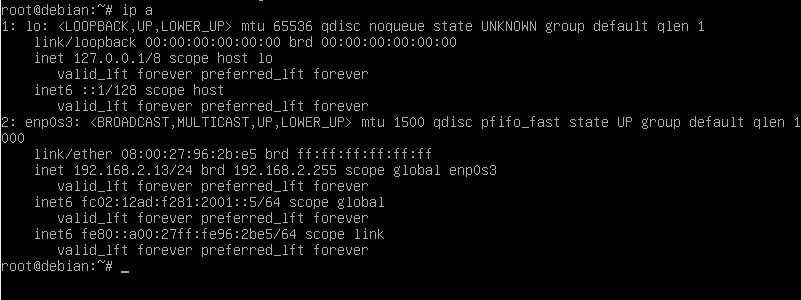 root@debian:~# ip a
1: lo: <LOOPBACK,UP,LOWER_UP> mtu 65536 qdisc noqueue state UNKNOWN group default qlen 1
    link/loopback 00:00:00:00:00:00 brd 00:00:00:00:00:00
    inet 127.0.0.1/8 scope host lo
       valid_lft forever preferred_lft forever
    inet6 ::1/128 scope host
       valid_lft forever preferred_lft forever
2: enp0s3: <BROADCAST,MULTICAST,UP,LOWER_UP> mtu 1500 qdisc pfifo_fast state UP group default qlen 1
000
    link/ether 08:00:27:96:2b:e5 brd ff:ff:ff:ff:ff:ff
    inet 192.168.2.13/24 brd 192.168.2.255 scope global enp0s3
       valid_lft forever preferred_lft forever
    inet6 fc02:12ad:f281:2001::5/64 scope global
       valid_lft forever preferred_lft forever
    inet6 fe80::a00:27ff:fe96:2be5/64 scope link
       valid_lft forever preferred_lft forever
root@debian:~# _